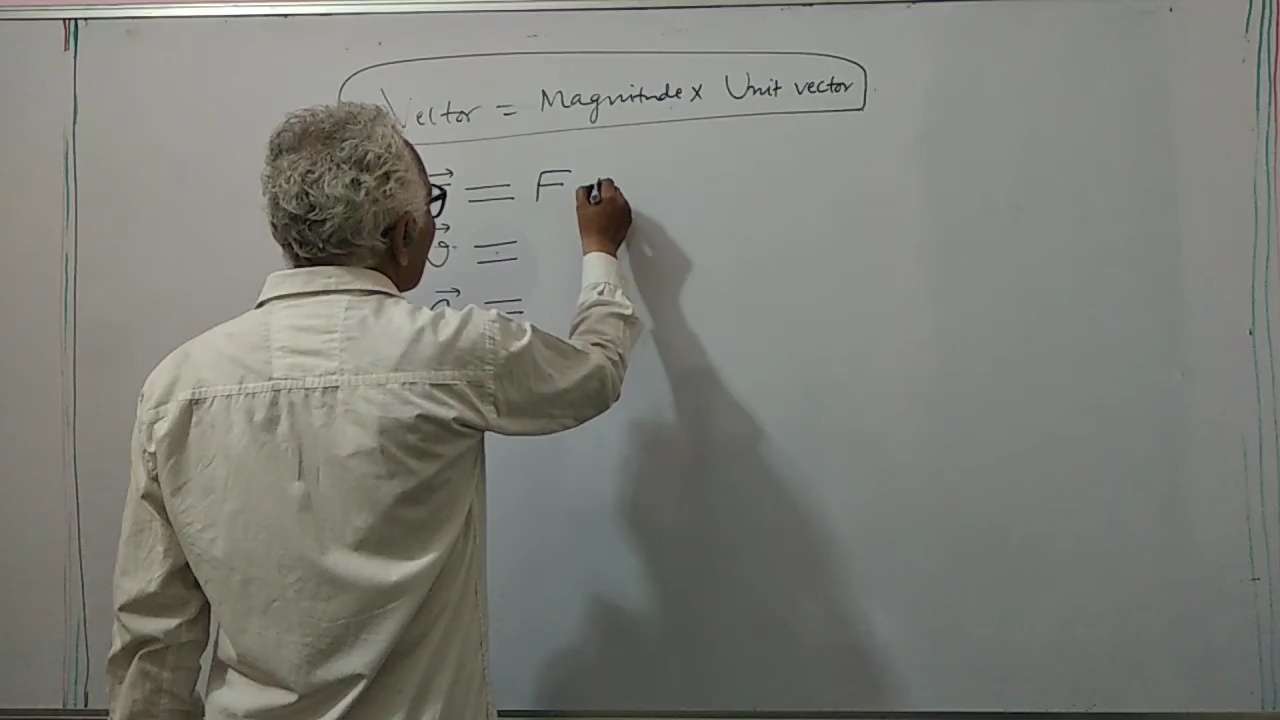 Vector = Magnitude x Unit vector
= F
v⃗ =
a⃗ =